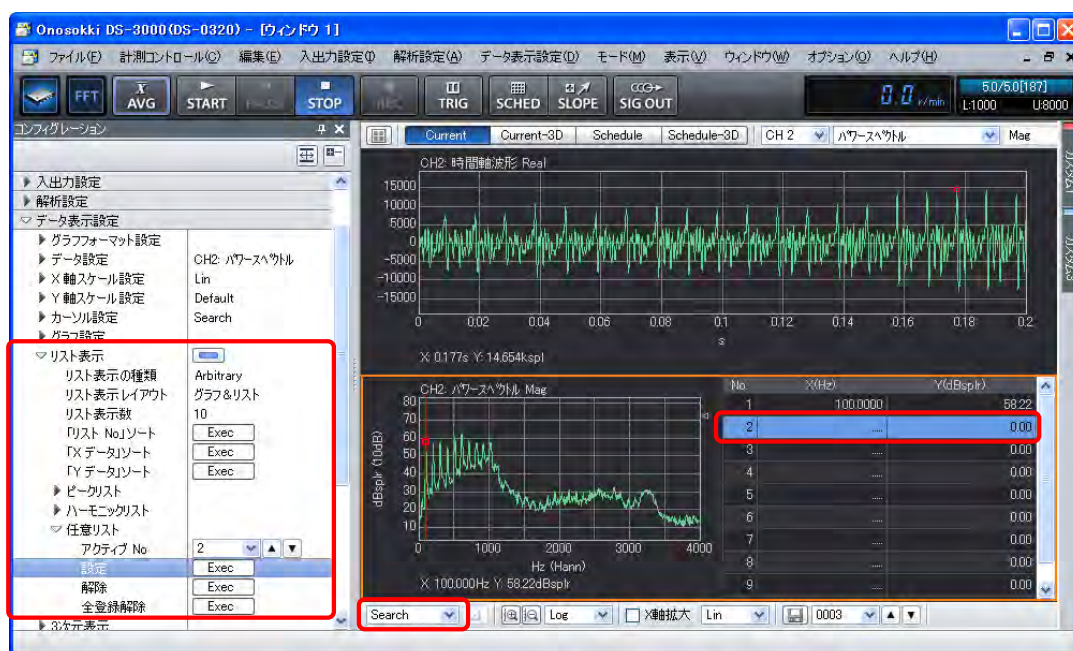 Onosokki DS-3000(DS-0320) - [ウィンドウ 1]
ファイル(F) 計測コントロール(C) 編集(E) 入出力設定(I) 解析設定(A) データ表示設定(D) モード(M) 表示(V) ウィンドウ(W) オプション(O) ヘルプ(H)
FFT X AVG START STOP TRIG SCHED SLOPE SIG OUT 0.0 r/min 5.0/5.0[187]
L:1000 U:8000
コンフィグレーション
Current Current-3D Schedule Schedule-3D CH 2 パワースペクトル Mag
入出力設定
解析設定
データ表示設定
グラフフォーマット設定
データ設定 CH2: パワースペクトル
X 軸スケール設定 Lin
Y 軸スケール設定 Default
カーソル設定 Search
グラフ設定
リスト表示
リスト表示の種類 Arbitrary
リスト表示レイアウト グラフ&リスト
リスト表示数 10
「リスト No」ソート Exec
「X データ」ソート Exec
「Y データ」ソート Exec
ピークリスト
ハーモニックリスト
任意リスト
アクティブ No 2
設定 Exec
解除 Exec
全登録解除 Exec
3次元表示
CH2: 時間軸波形 Real
15000
10000
5000
0
-5000
-10000
-15000
0 0.02 0.04 0.06 0.08 0.1 0.12 0.14 0.16 0.18 0.2
s
X: 0.177s Y: 14.654kspl
CH2: パワースペクトル Mag
80
70
60
50
40
30
20
10
dBsplr (10dB)
0 1000 2000 3000 4000
Hz (Hann)
X: 100.000Hz Y: 58.22dBsplr
No. X(Hz) Y(dBsplr)
1 100.0000 58.22
2 .... 0.00
3 .... 0.00
4 .... 0.00
5 .... 0.00
6 .... 0.00
7 .... 0.00
8 .... 0.00
9 .... 0.00
Search Log X軸拡大 Lin 0003
カスタム1
カスタム3